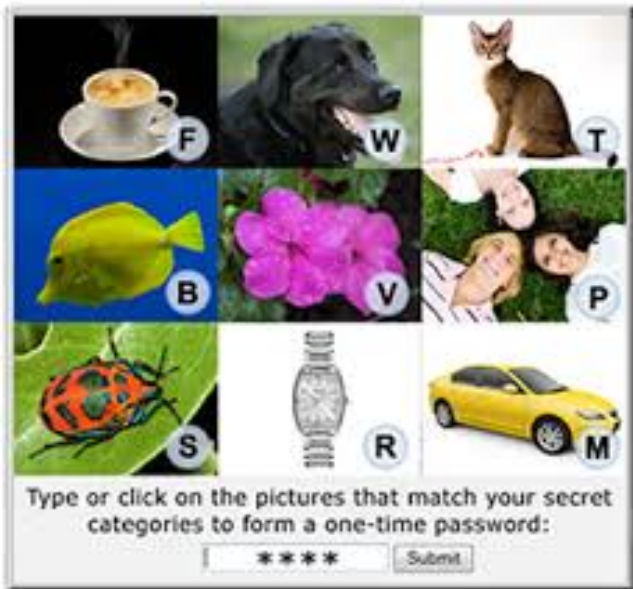 F
W
T
B
V
P
S
R
M
Type or click on the pictures that match your secret
categories to form a one-time password:
****
Submit